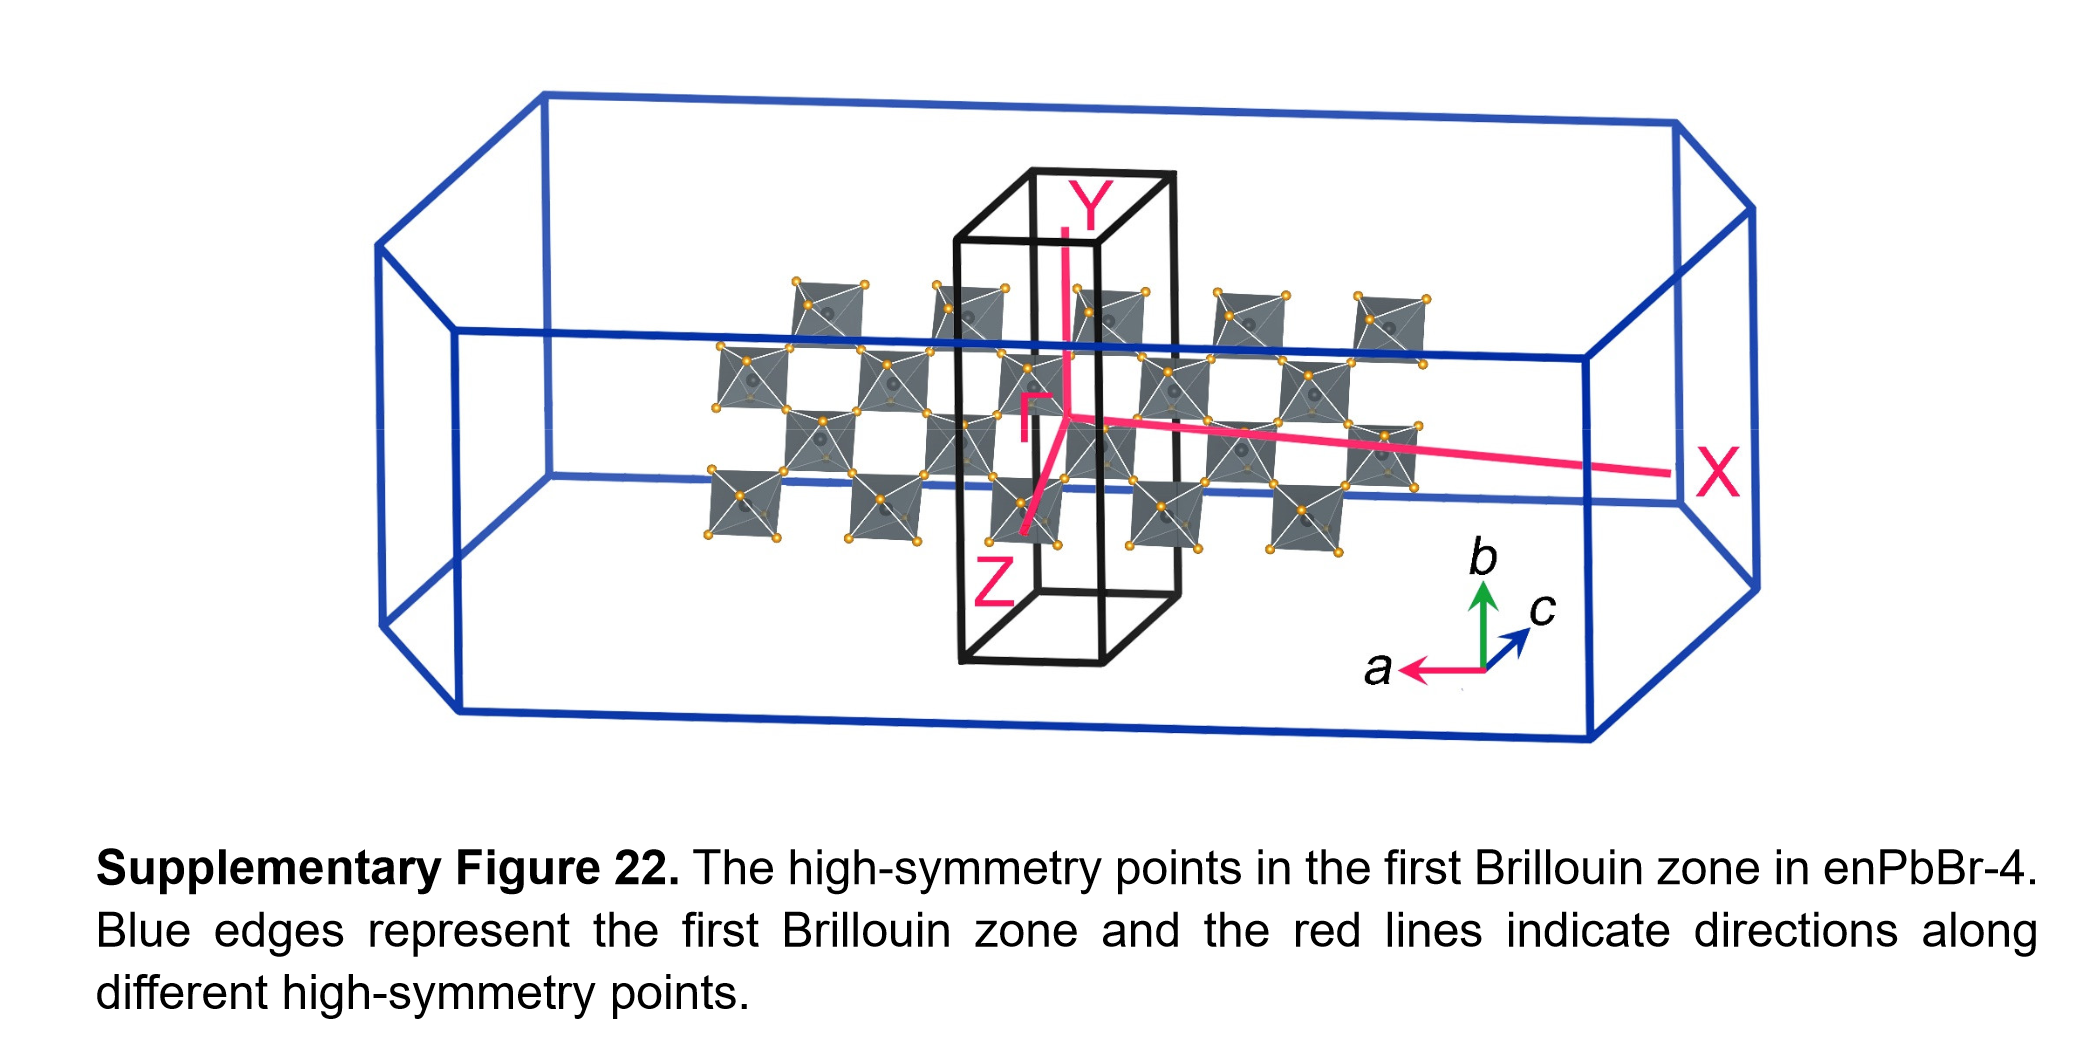 Y
Γ
X
Z
b
c
a
Supplementary Figure 22. The high-symmetry points in the first Brillouin zone in enPbBr-4.
Blue edges represent the first Brillouin zone and the red lines indicate directions along
different high-symmetry points.